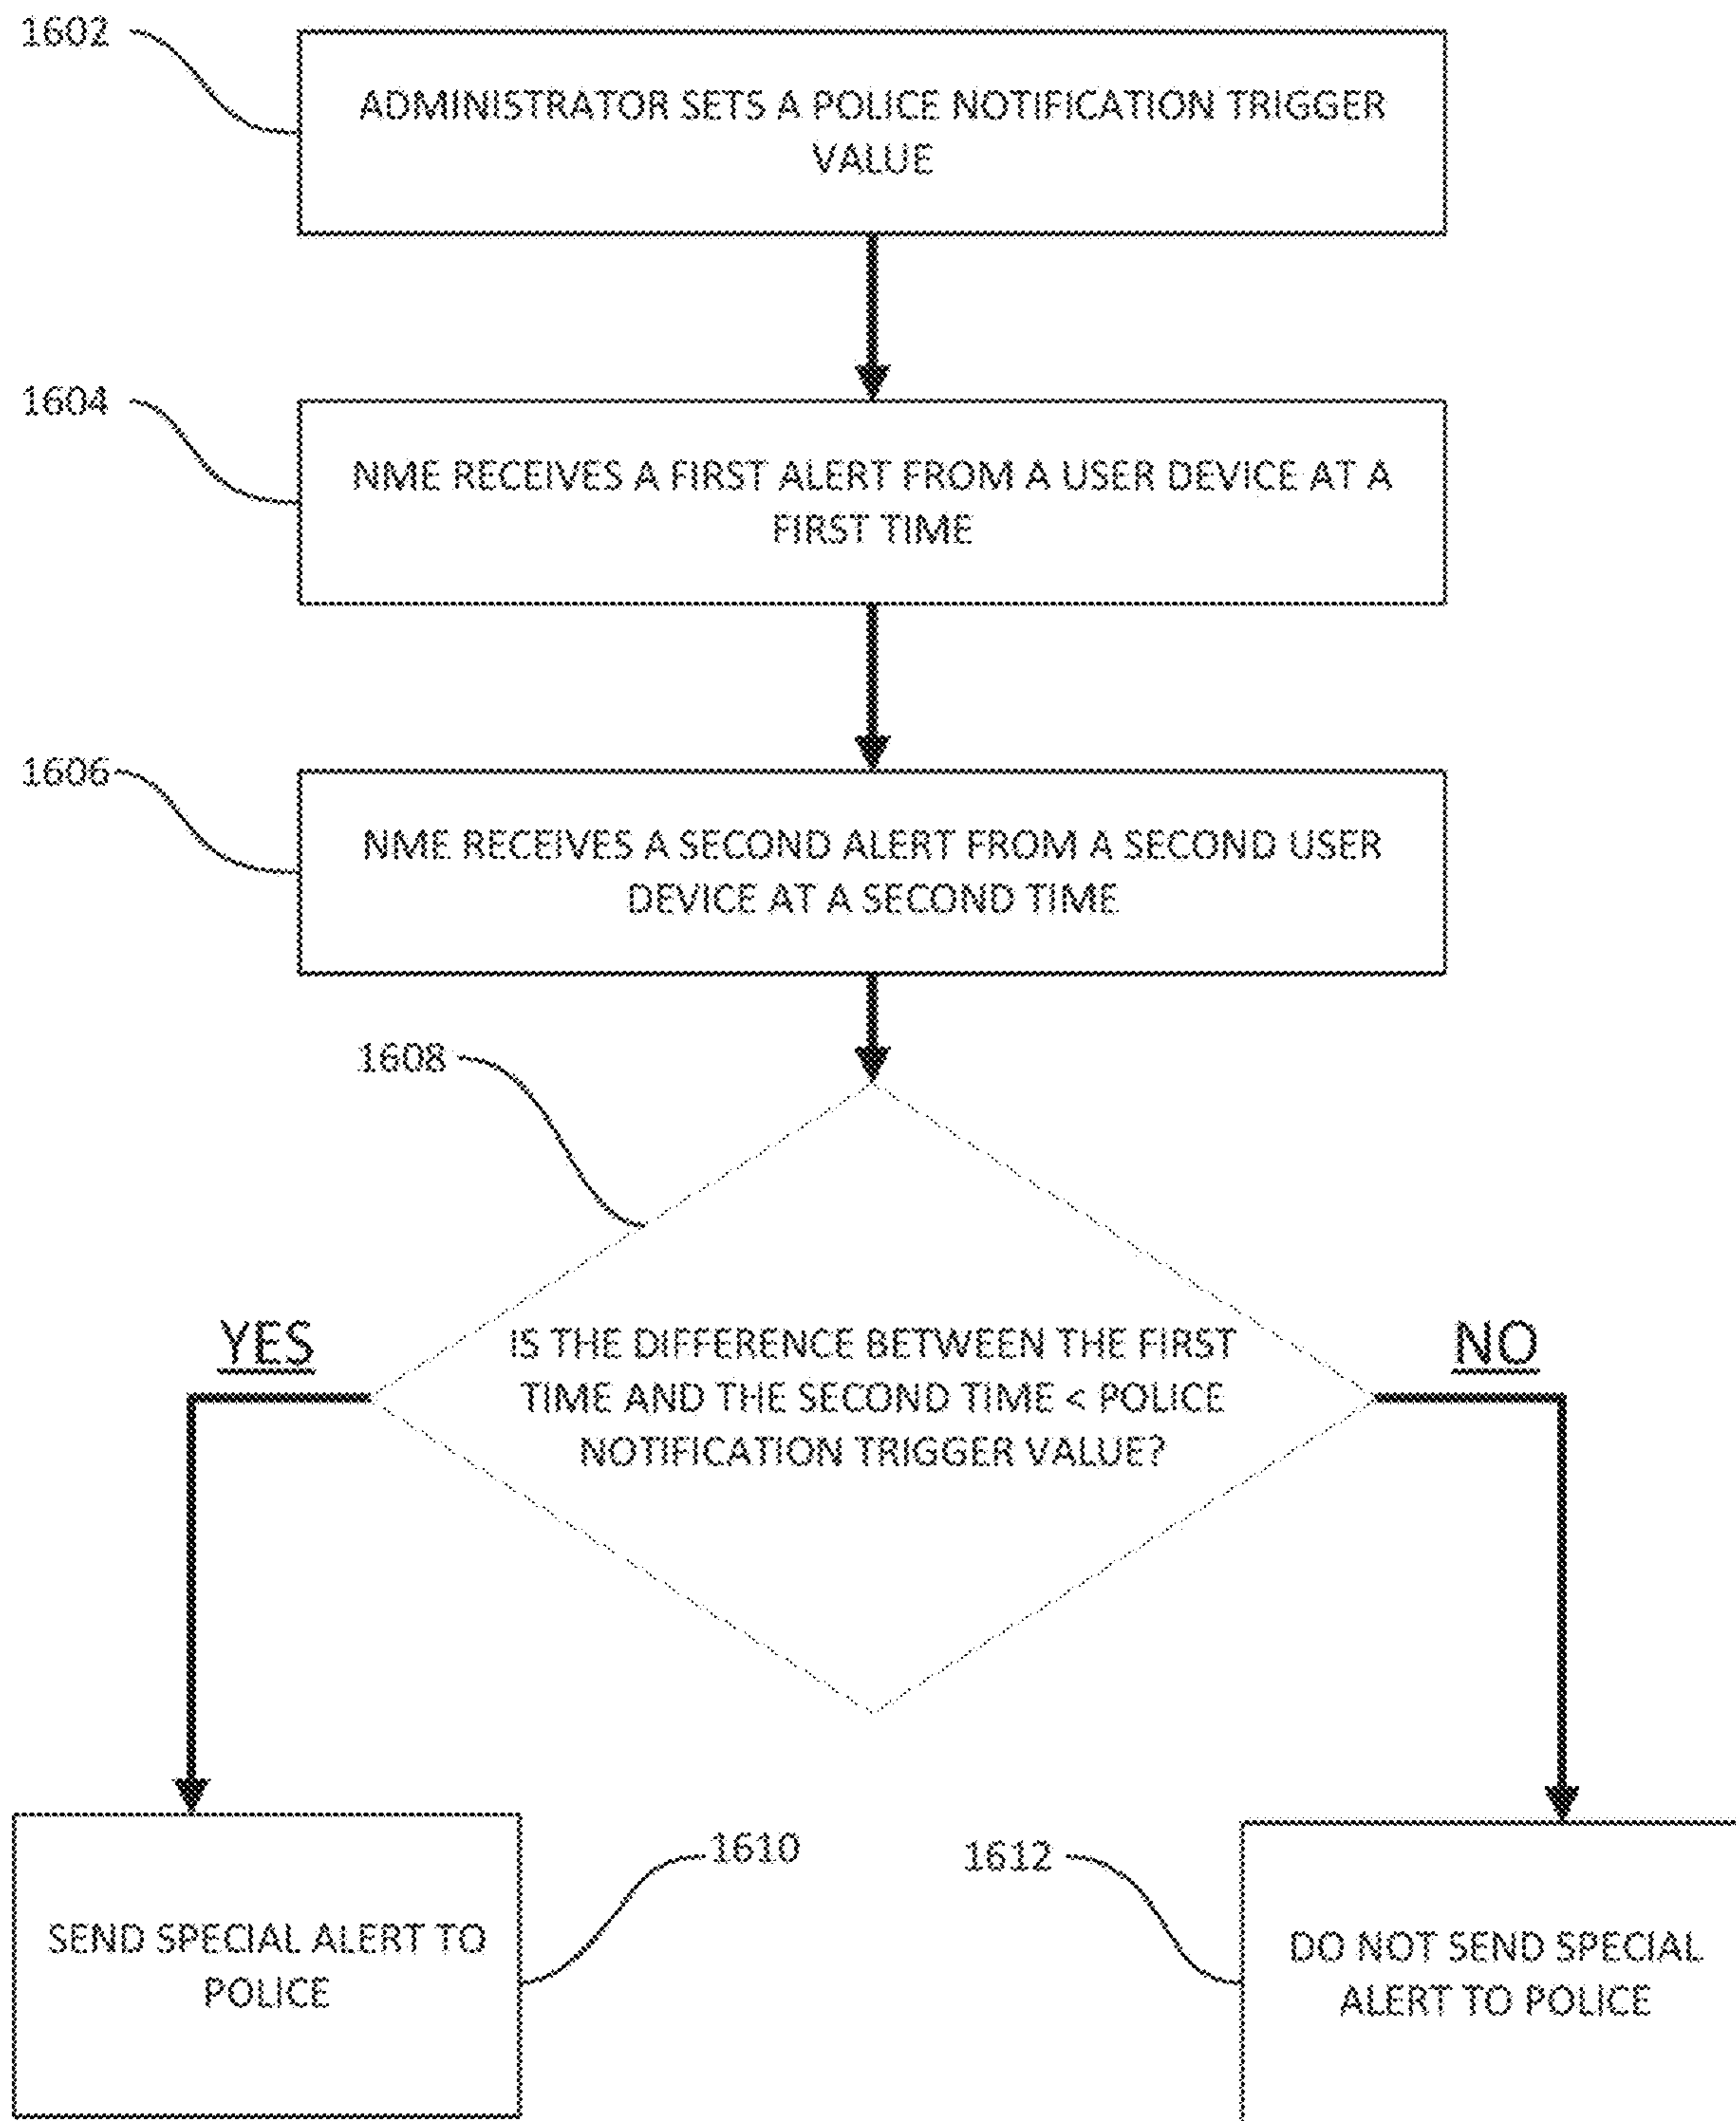 1602
ADMINISTRATOR SETS A POLICE NOTIFICATION TRIGGER
VALUE
1604
NME RECEIVES A FIRST ALERT FROM A USER DEVICE AT A
FIRST TIME
1606
NME RECEIVES A SECOND ALERT FROM A SECOND USER
DEVICE AT A SECOND TIME
1608
YES
IS THE DIFFERENCE BETWEEN THE FIRST
TIME AND THE SECOND TIME < POLICE
NOTIFICATION TRIGGER VALUE?
NO
1610
SEND SPECIAL ALERT TO
POLICE
1612
DO NOT SEND SPECIAL
ALERT TO POLICE